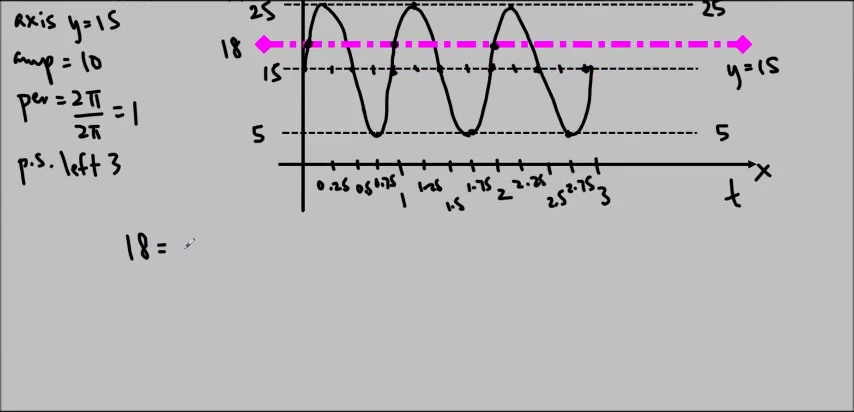 25 25
axis y=15
18
amp = 10
15 y=15
per = 2π/2π = 1
5 5
p.s. left 3
0.25 0.5 0.75 1 1.25 1.5 1.75 2 2.25 2.5 2.75 3 t x
18 =